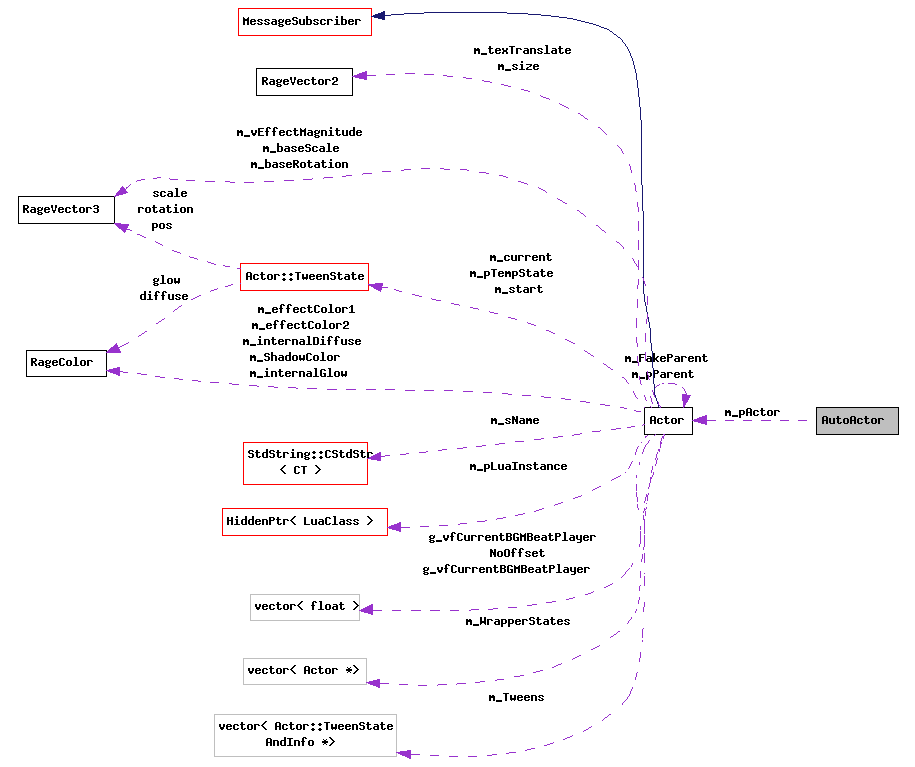 MessageSubscriber
m_texTranslate
m_size
RageVector2
m_vEffectMagnitude
m_baseScale
m_baseRotation
scale
rotation
pos
RageVector3
m_current
m_pTempState
m_start
Actor::TweenState
glow
diffuse
m_effectColor1
m_effectColor2
m_internalDiffuse
m_ShadowColor
m_internalGlow
RageColor
m_FakeParent
m_pParent
Actor
m_pActor
AutoActor
m_sName
StdString::CStdStr
< CT >
m_pLuaInstance
HiddenPtr< LuaClass >
g_vfCurrentBGMBeatPlayer
NoOffset
g_vfCurrentBGMBeatPlayer
vector< float >
m_WrapperStates
vector< Actor *>
m_Tweens
vector< Actor::TweenState
AndInfo *>